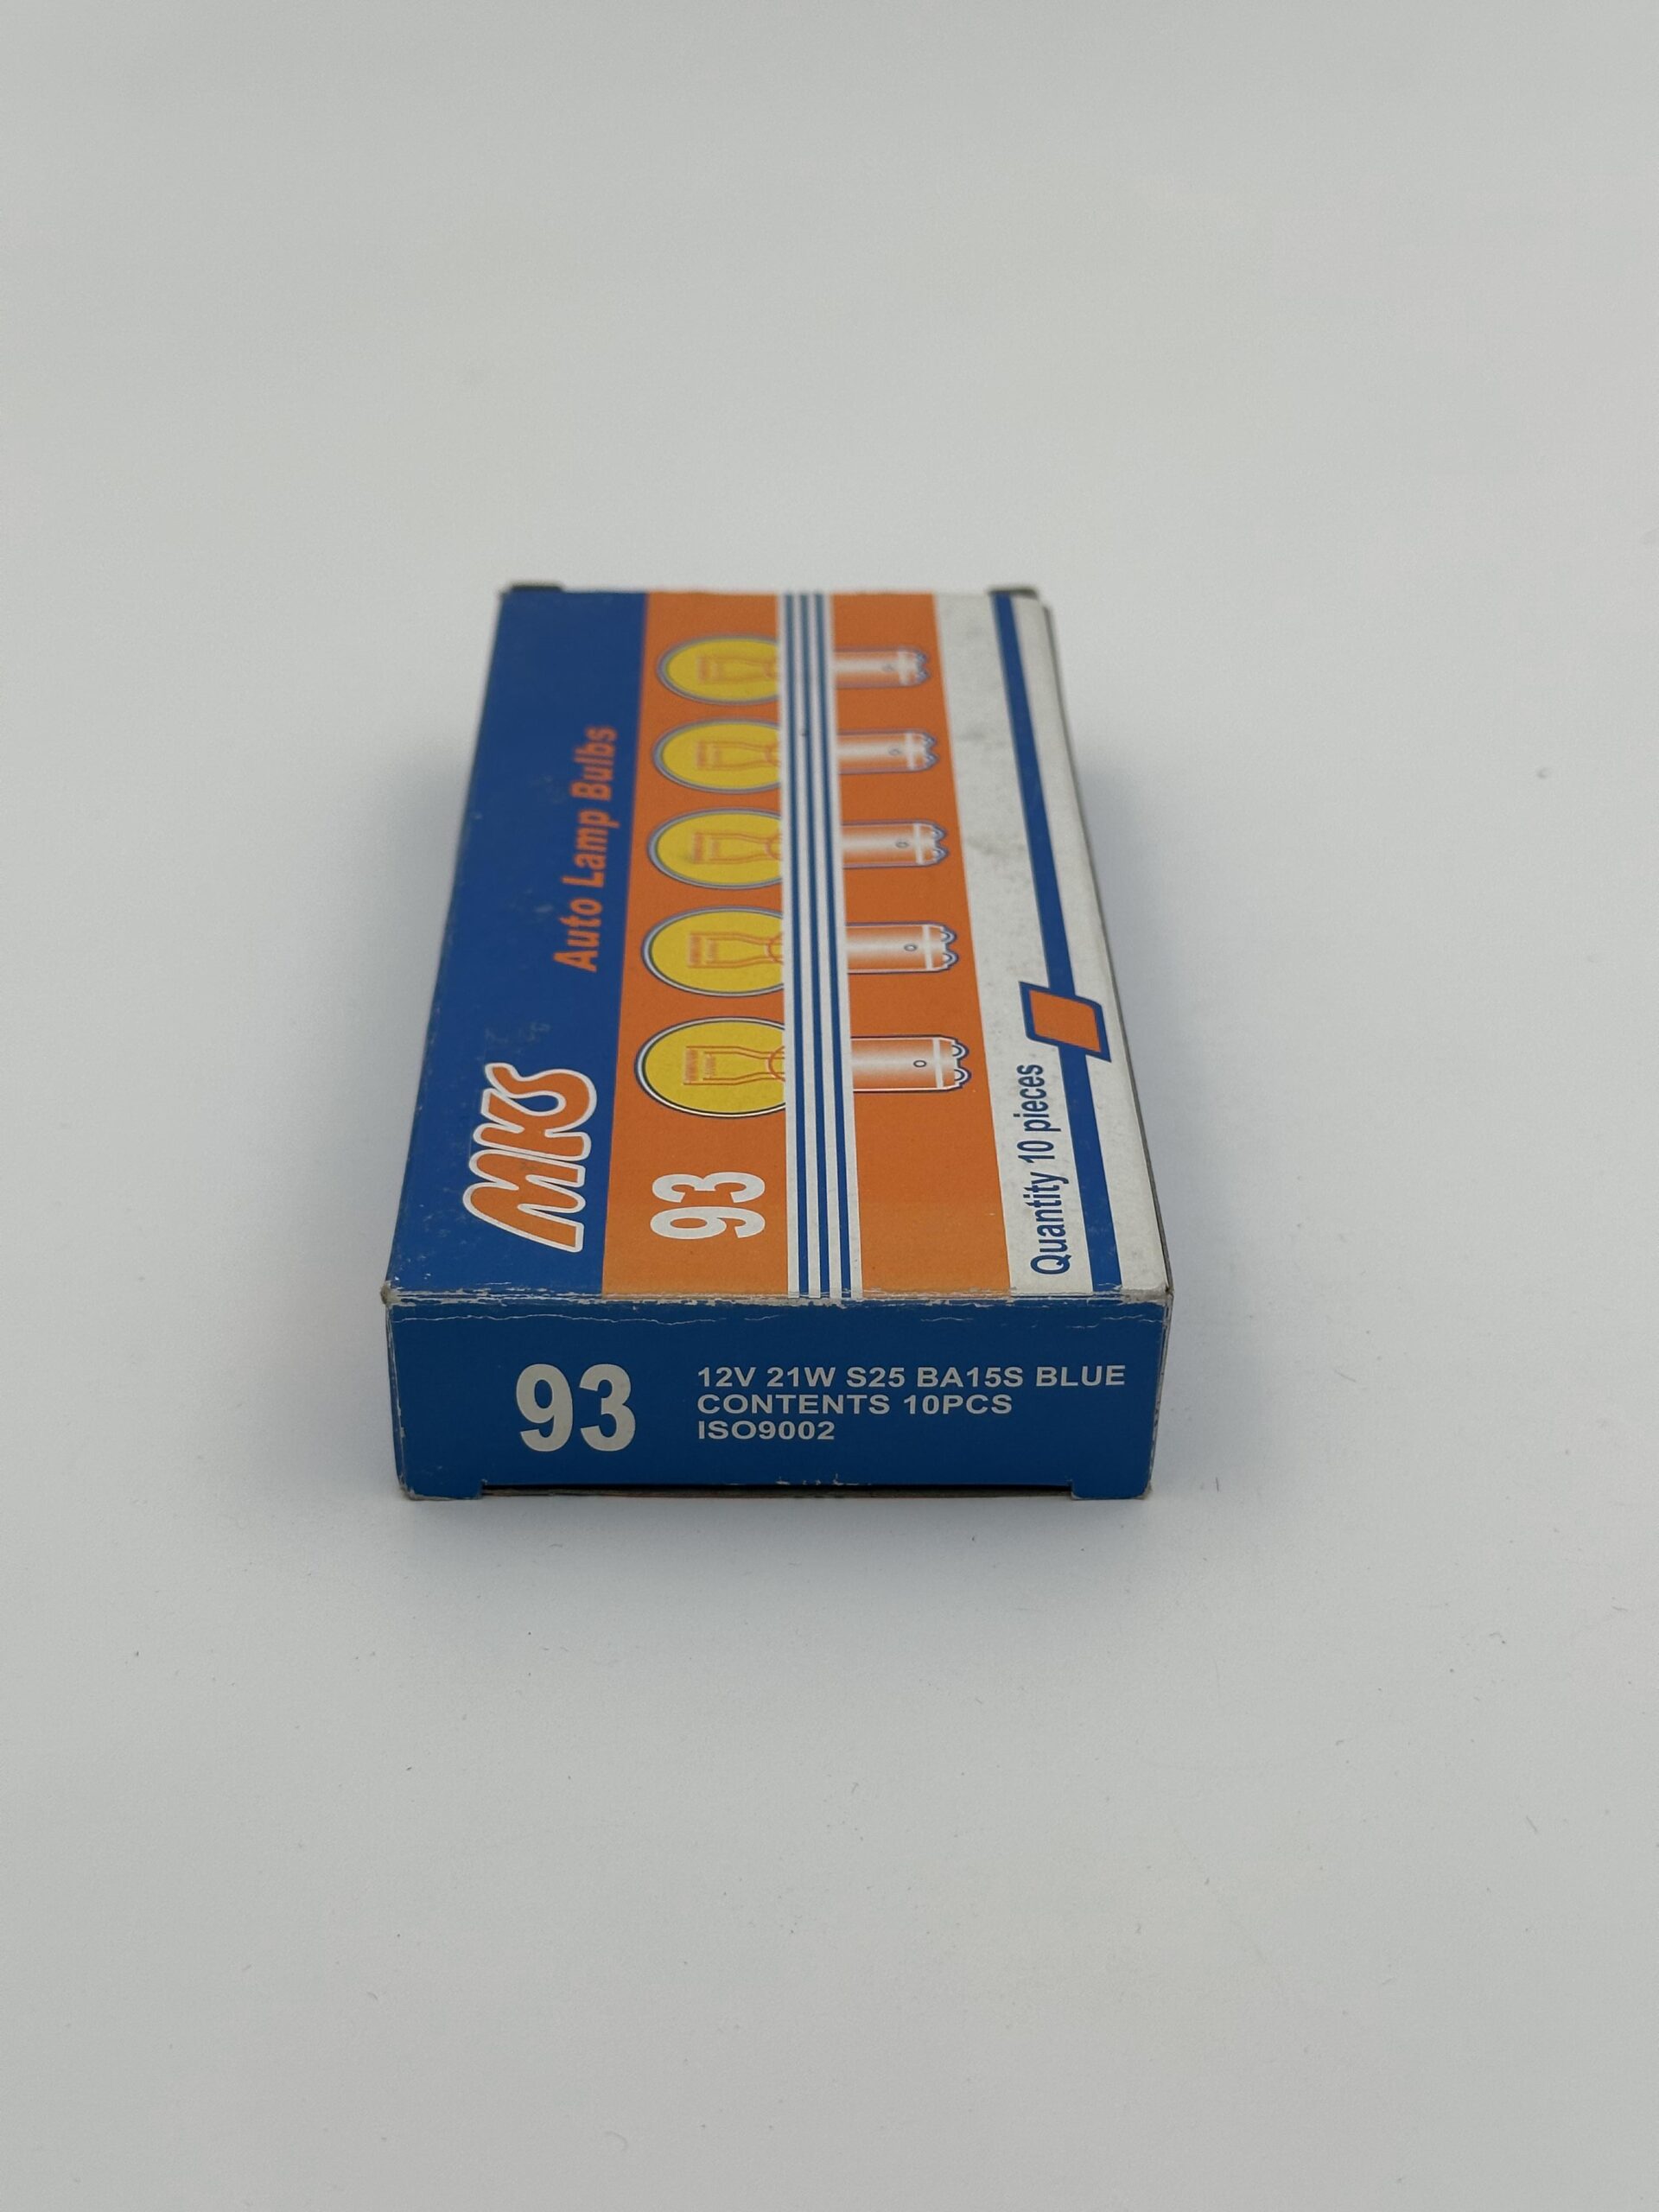 MKS
Auto Lamp Bulbs
93
Quantity 10 pieces
93
12V 21W S25 BA15S BLUE
CONTENTS 10PCS
ISO9002